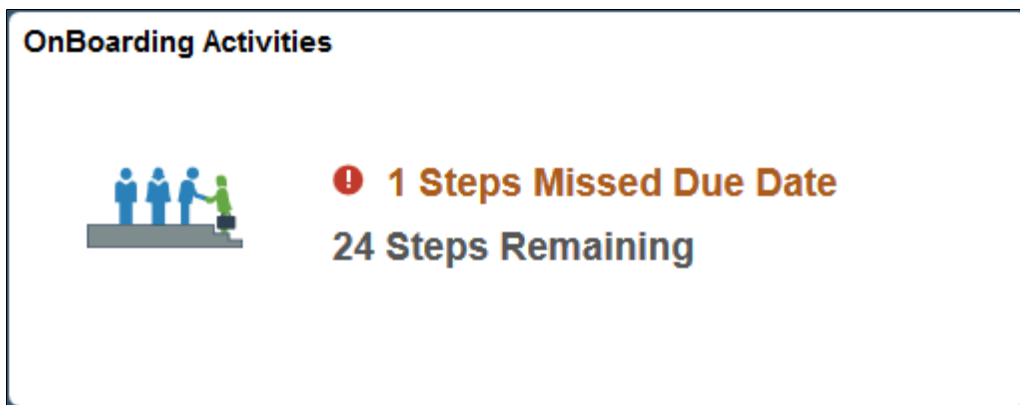 OnBoarding Activities
1 Steps Missed Due Date
24 Steps Remaining